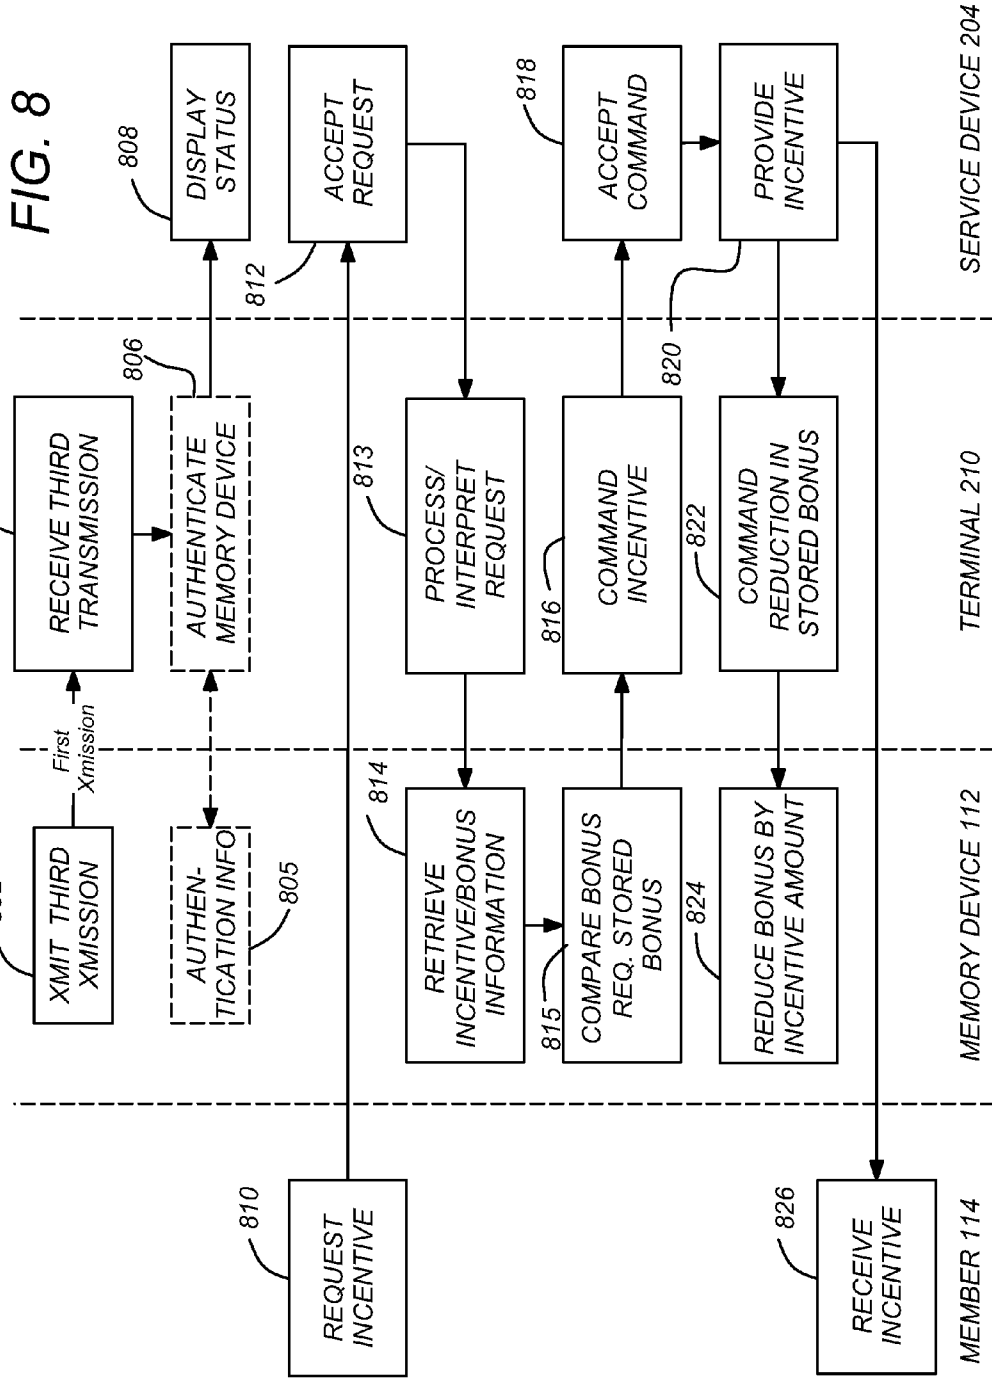 FIG. 8
XMIT THIRD
XMISSION
First
Xmission
RECEIVE THIRD
TRANSMISSION
AUTHEN-
TICATION INFO
805
AUTHENTICATE
MEMORY DEVICE
806
DISPLAY
STATUS
808
REQUEST
INCENTIVE
810
ACCEPT
REQUEST
812
PROCESS/
INTERPRET
REQUEST
813
RETRIEVE
INCENTIVE/BONUS
INFORMATION
814
COMPARE BONUS
REQ. STORED
BONUS
815
COMMAND
INCENTIVE
816
ACCEPT
COMMAND
818
PROVIDE
INCENTIVE
820
COMMAND
REDUCTION IN
STORED BONUS
822
REDUCE BONUS BY
INCENTIVE AMOUNT
824
RECEIVE
INCENTIVE
826
MEMBER 114
MEMORY DEVICE 112
TERMINAL 210
SERVICE DEVICE 204